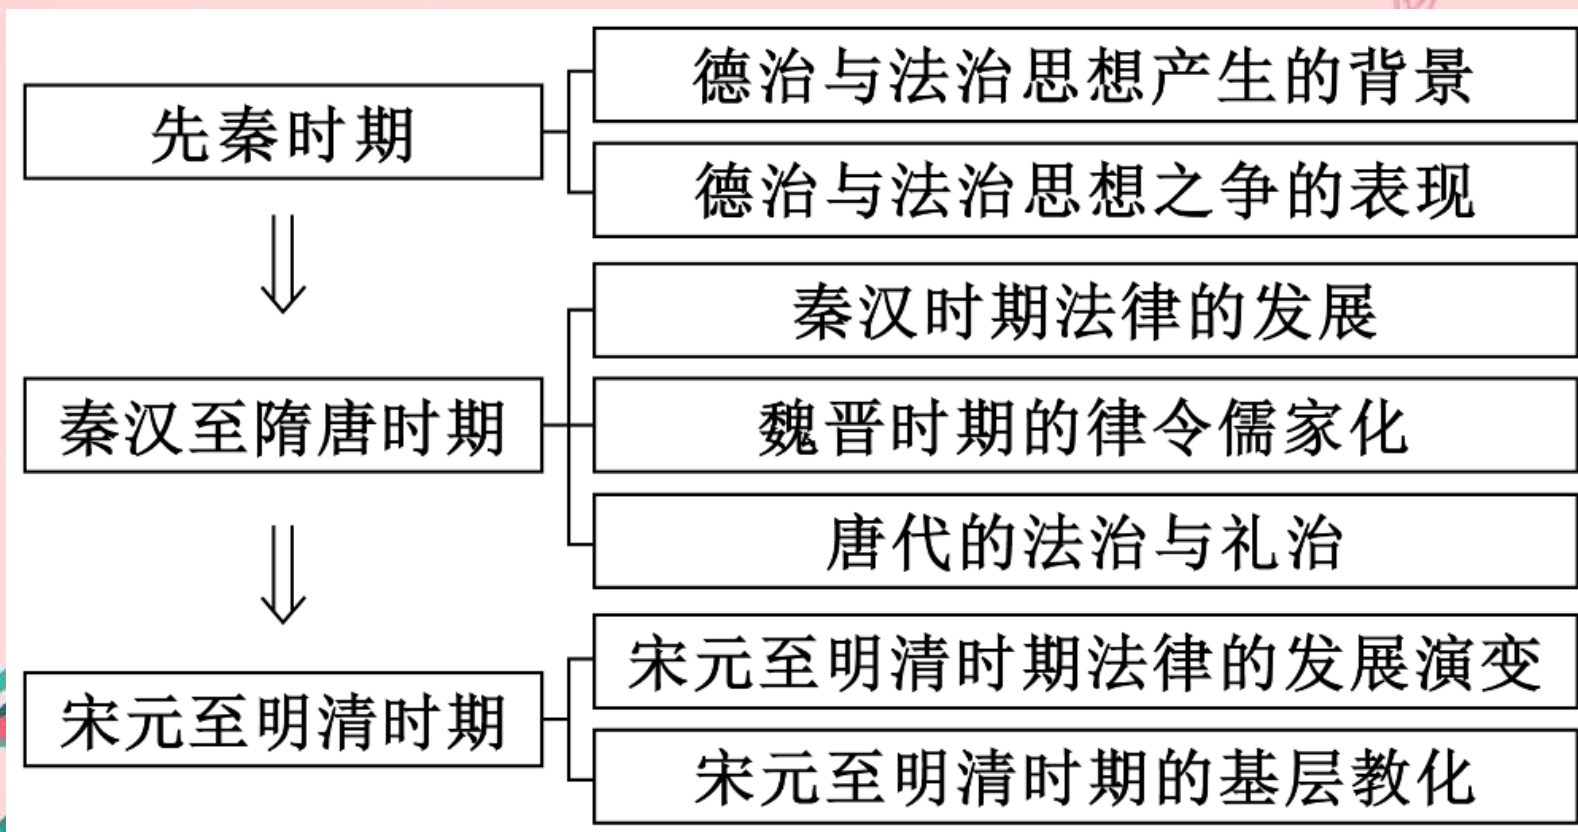 先秦时期
德治与法治思想产生的背景
德治与法治思想之争的表现
秦汉至隋唐时期
秦汉时期法律的发展
魏晋时期的律令儒家化
唐代的法治与礼治
宋元至明清时期
宋元至明清时期法律的发展演变
宋元至明清时期的基层教化